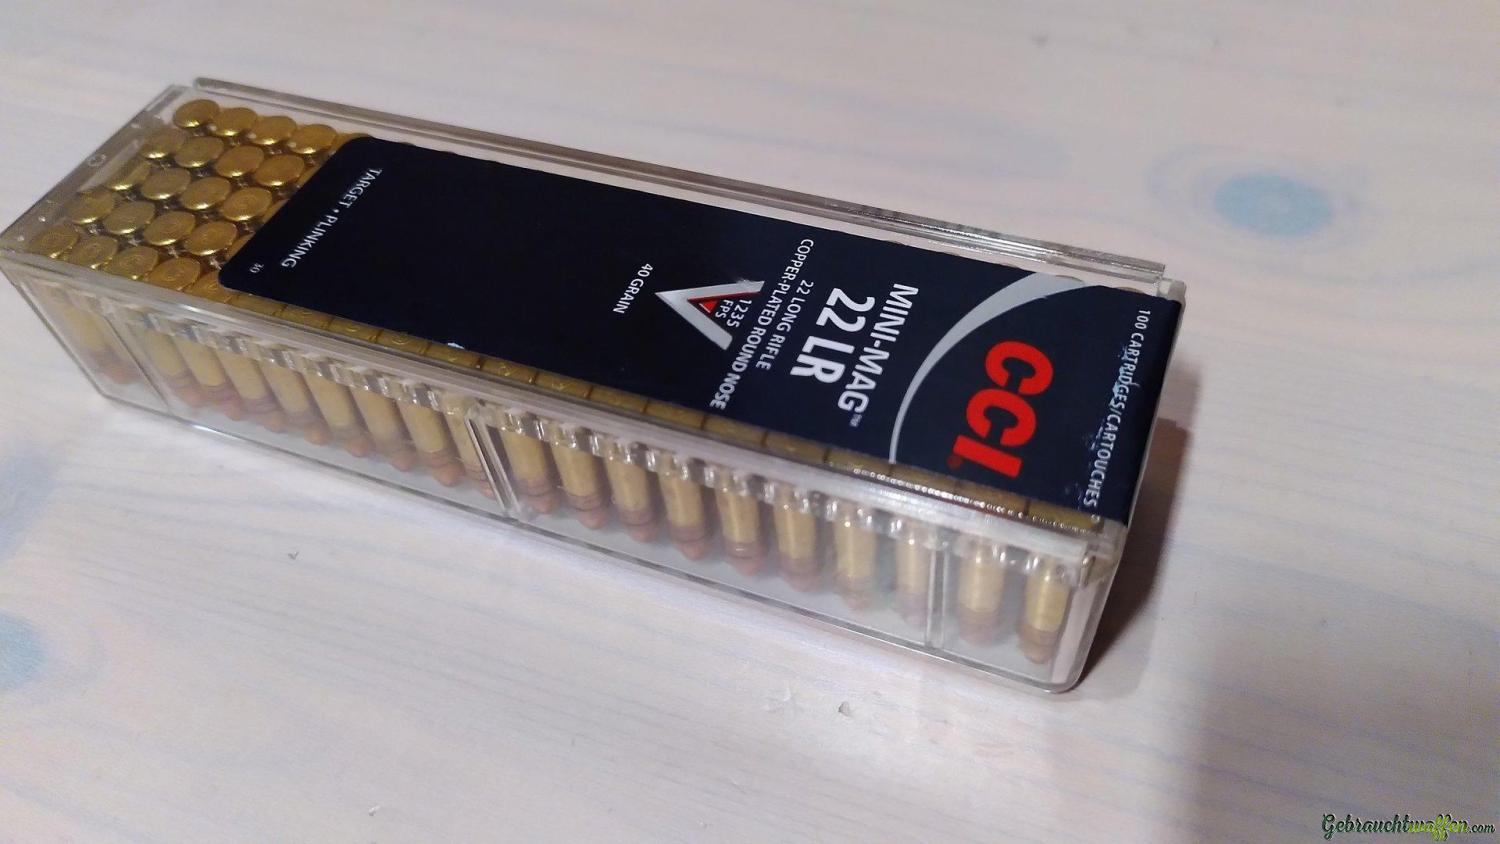 100 CARTRIDGES/CARTOUCHES
CCI
MINI-MAG™
22 LR
22 LONG RIFLE
COPPER-PLATED ROUND NOSE
1235
FPS
40 GRAIN
TARGET • PLINKING
30
Gebrauchtwaffen.com